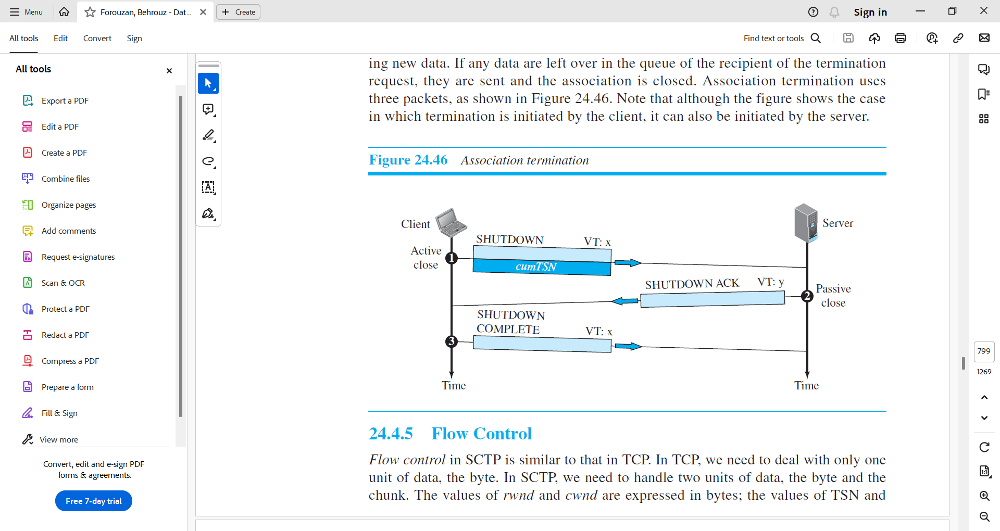 Menu
Forouzan, Behrouz - Dat...
Create
Sign in
All tools
Edit
Convert
Sign
Find text or tools
All tools
Export a PDF
Edit a PDF
Create a PDF
Combine files
Organize pages
Add comments
Request e-signatures
Scan & OCR
Protect a PDF
Redact a PDF
Compress a PDF
Prepare a form
Fill & Sign
View more
Convert, edit and e-sign PDF
forms & agreements.
Free 7-day trial
ing new data. If any data are left over in the queue of the recipient of the termination
request, they are sent and the association is closed. Association termination uses
three packets, as shown in Figure 24.46. Note that although the figure shows the case
in which termination is initiated by the client, it can also be initiated by the server.
Figure 24.46 Association termination
Client
Server
SHUTDOWN VT: x
Active
close
1
cumTSN
SHUTDOWN ACK VT: y
2
Passive
close
SHUTDOWN
COMPLETE VT: x
3
Time
Time
24.4.5 Flow Control
Flow control in SCTP is similar to that in TCP. In TCP, we need to deal with only one
unit of data, the byte. In SCTP, we need to handle two units of data, the byte and the
chunk. The values of rwnd and cwnd are expressed in bytes; the values of TSN and
799
1269